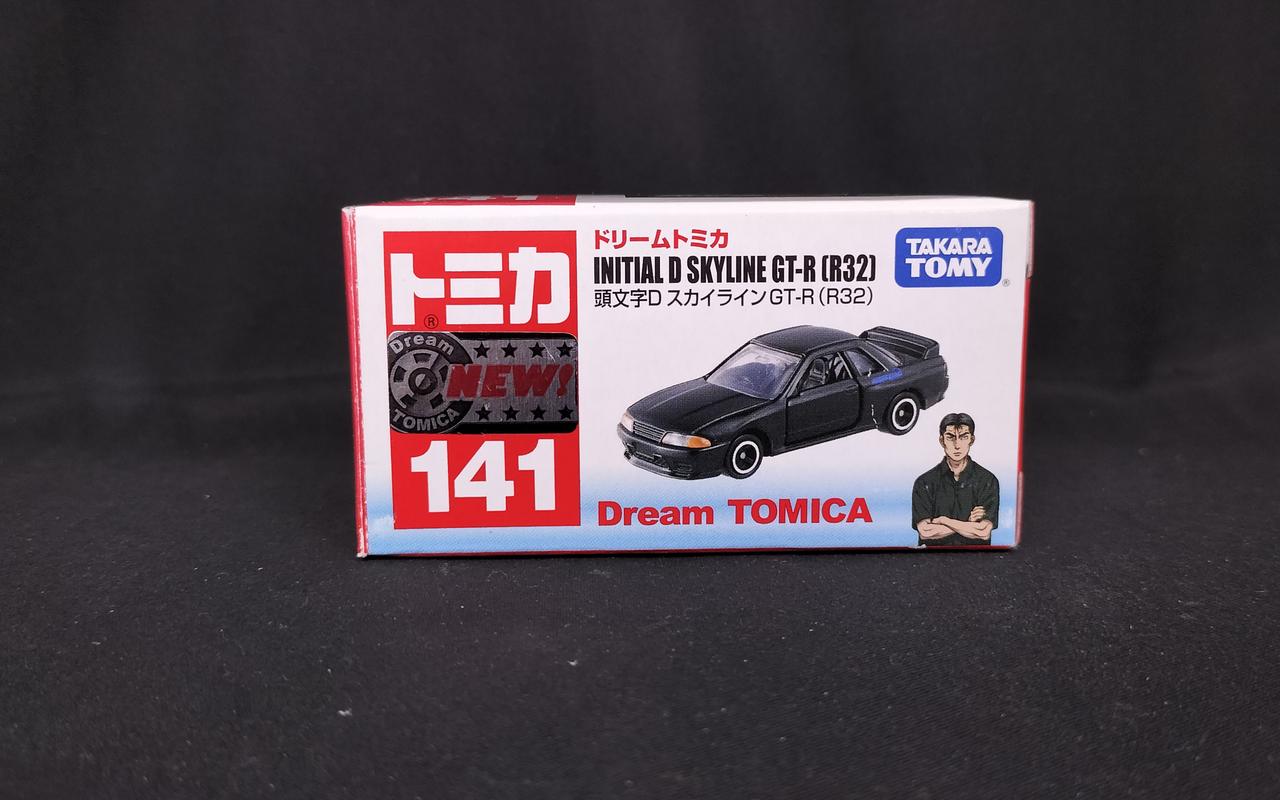 トミカ
®
Dream
NEW!
TOMICA
141
ドリームトミカ
INITIAL D SKYLINE GT-R (R32)
頭文字D スカイラインGT-R(R32)
TAKARA
TOMY
®
Dream TOMICA